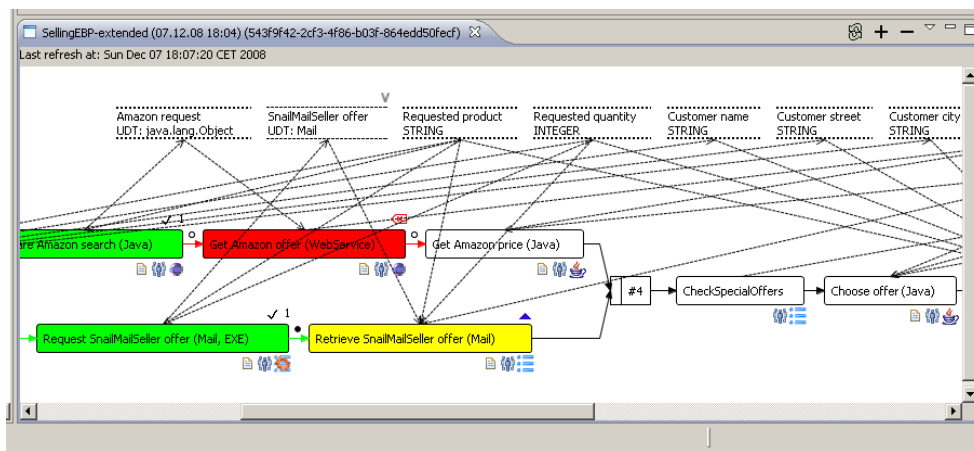 SellingEBP-extended (07.12.08 18:04) (543f9f42-2cf3-4f86-b03f-864edd50fecf)
Last refresh at: Sun Dec 07 18:07:20 CET 2008
Amazon request
UDT: java.lang.Object
SnailMailSeller offer
UDT: Mail
Requested product
STRING
Requested quantity
INTEGER
Customer name
STRING
Customer street
STRING
Customer city
STRING
1
are Amazon search (Java)
Get Amazon offer (WebService)
Get Amazon price (Java)
#4
CheckSpecialOffers
Choose offer (Java)
1
Request SnailMailSeller offer (Mail, EXE)
Retrieve SnailMailSeller offer (Mail)